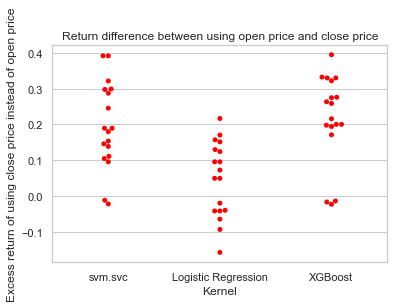 Return difference between using open price and close price
Excess return of using close price instead of open price
0.4
0.3
0.2
0.1
0.0
−0.1
svm.svc Logistic Regression XGBoost
Kernel